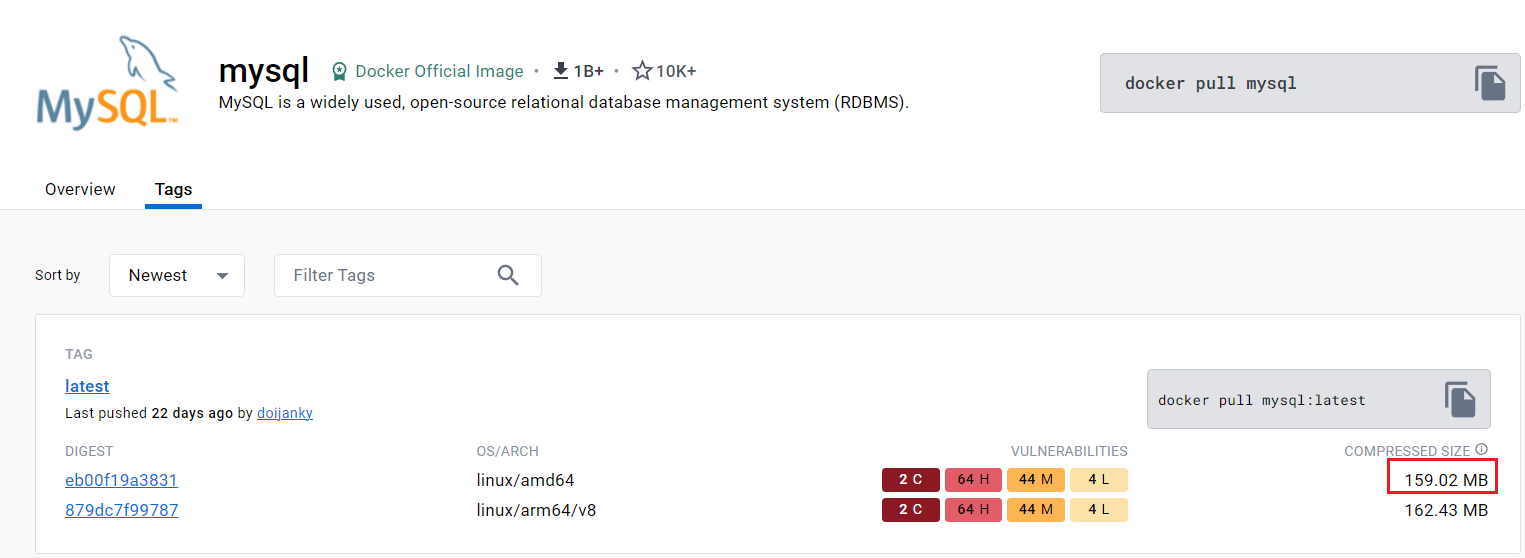 MySQL™
mysql Docker Official Image · 1B+ · 10K+
MySQL is a widely used, open-source relational database management system (RDBMS).
docker pull mysql
Overview Tags
Sort by Newest Filter Tags
TAG
latest
Last pushed 22 days ago by doijanky
docker pull mysql:latest
DIGEST OS/ARCH VULNERABILITIES COMPRESSED SIZE
eb00f19a3831 linux/amd64 2 C 64 H 44 M 4 L 159.02 MB
879dc7f99787 linux/arm64/v8 2 C 64 H 44 M 4 L 162.43 MB